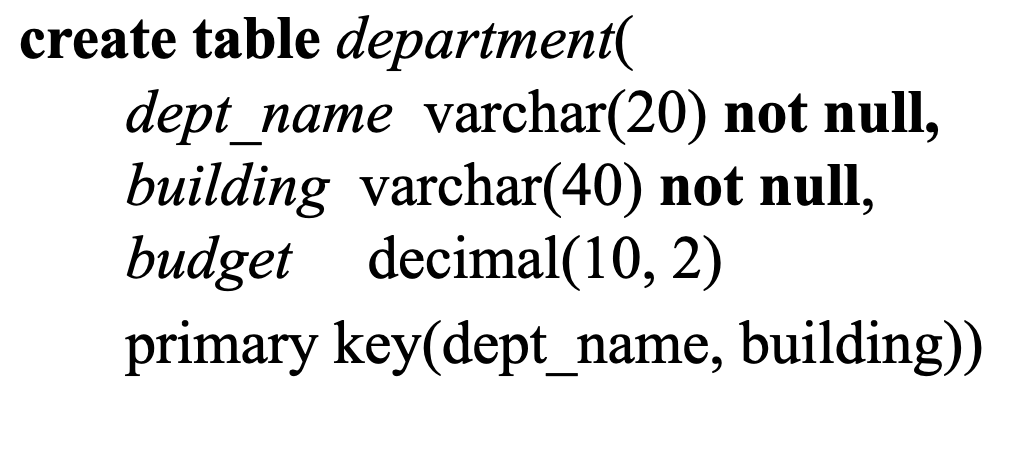 create table department(
dept_name varchar(20) not null,
building varchar(40) not null,
budget decimal(10, 2)
primary key(dept_name, building))